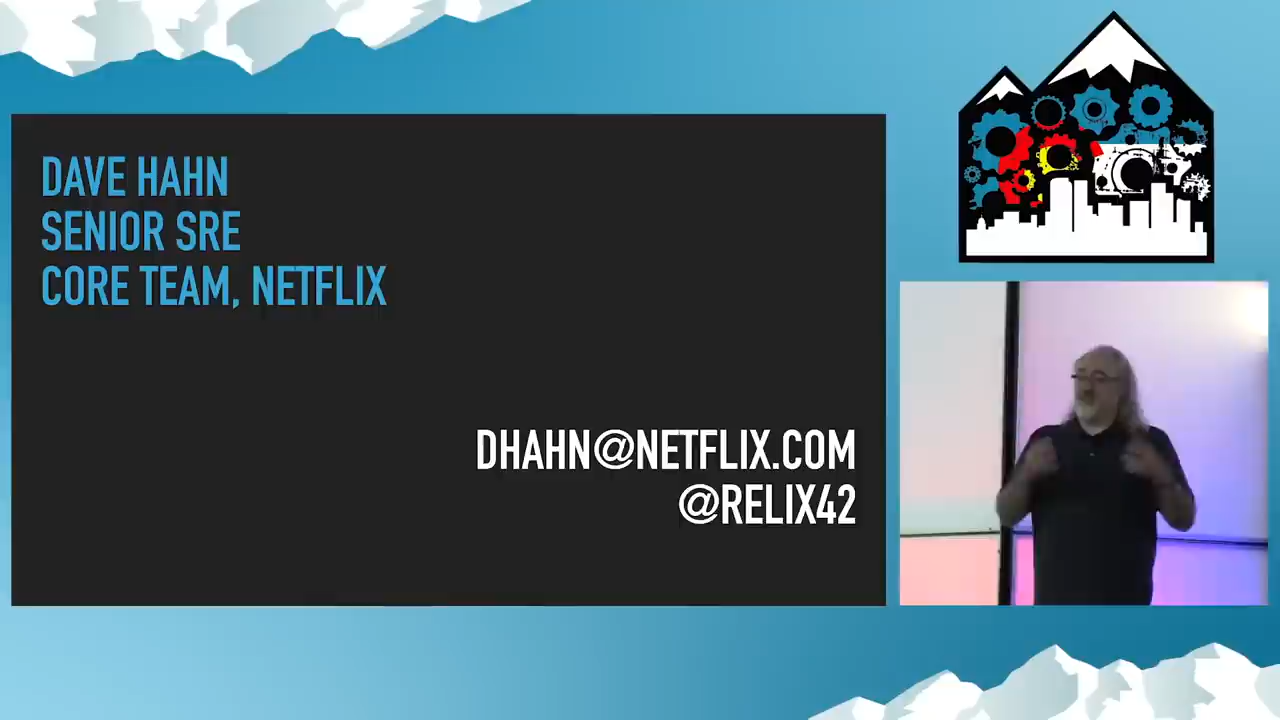 DAVE HAHN
SENIOR SRE
CORE TEAM, NETFLIX
DHAHN@NETFLIX.COM
@RELIX42